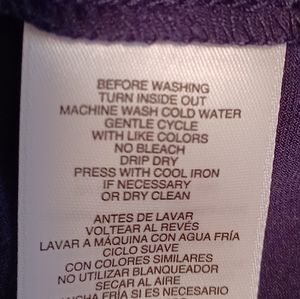 BEFORE WASHING
TURN INSIDE OUT
MACHINE WASH COLD WATER
GENTLE CYCLE
WITH LIKE COLORS
NO BLEACH
DRIP DRY
PRESS WITH COOL IRON
IF NECESSARY
OR DRY CLEAN
ANTES DE LAVAR
VOLTEAR AL REVÉS
LAVAR A MÁQUINA CON AGUA FRÍA
CICLO SUAVE
CON COLORES SIMILARES
NO UTILIZAR BLANQUEADOR
SECAR AL AIRE
FRÍA SI ES NECESARIO